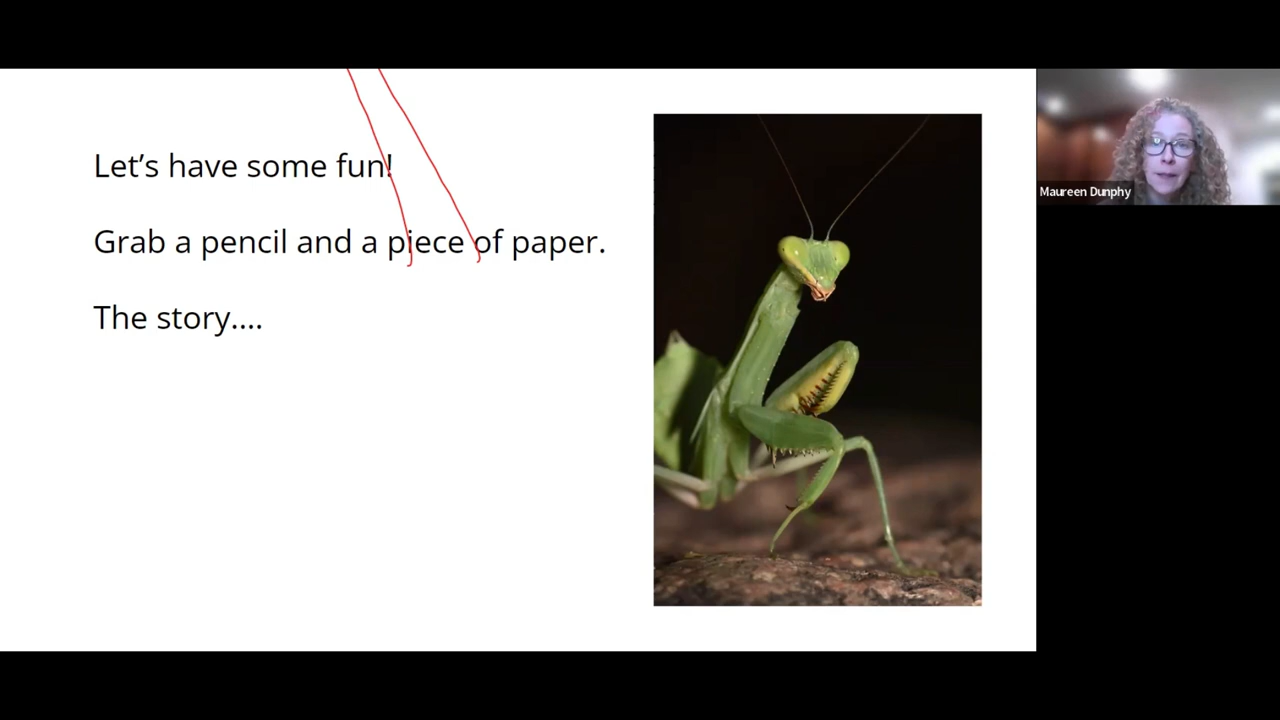 Let's have some fun!
Grab a pencil and a piece of paper.
The story....
Maureen Dunphy